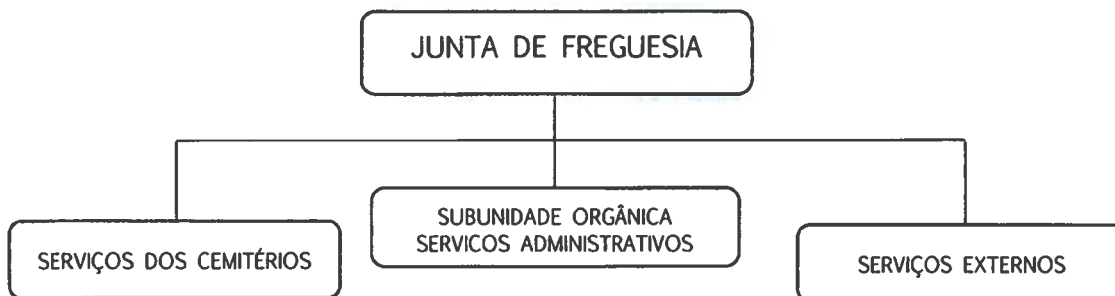 JUNTA DE FREGUESIA
SUBUNIDADE ORGÂNICA
SERVICOS ADMINISTRATIVOS
SERVIÇOS DOS CEMITÉRIOS
SERVIÇOS EXTERNOS